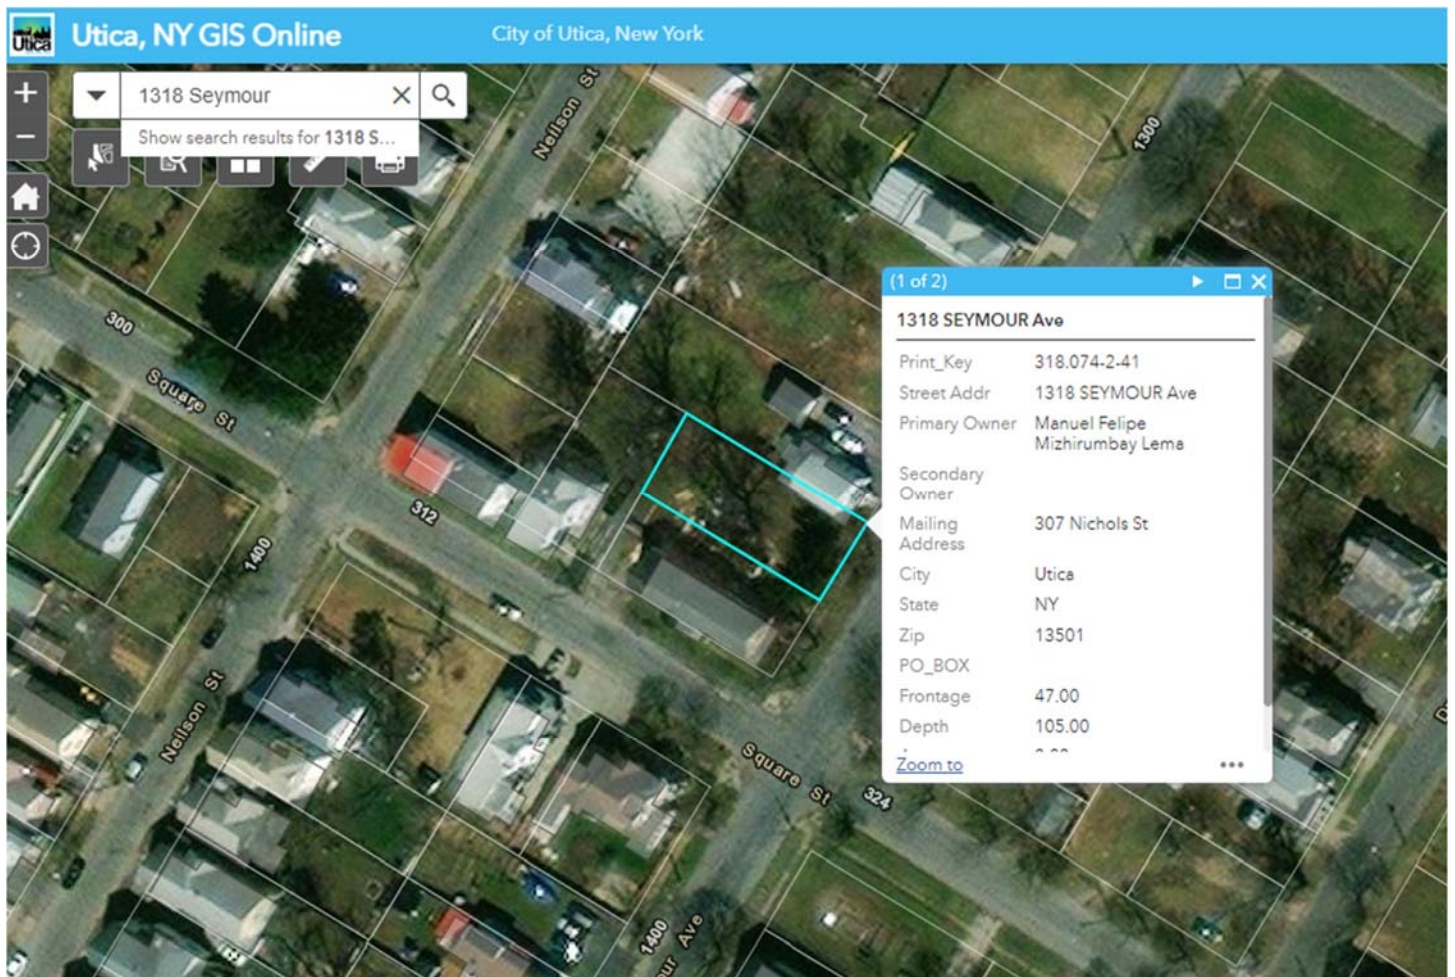 Utica
Utica, NY GIS Online
City of Utica, New York
1318 Seymour
Show search results for 1318 S...
Neilson St
1300
300
Square St
312
1400
Neilson St
Square St
324
1400
Ave
(1 of 2)
1318 SEYMOUR Ave
Print_Key 318.074-2-41
Street Addr 1318 SEYMOUR Ave
Primary Owner Manuel Felipe
Mizhirumbay Lema
Secondary
Owner
Mailing 307 Nichols St
Address
City Utica
State NY
Zip 13501
PO_BOX
Frontage 47.00
Depth 105.00
Zoom to